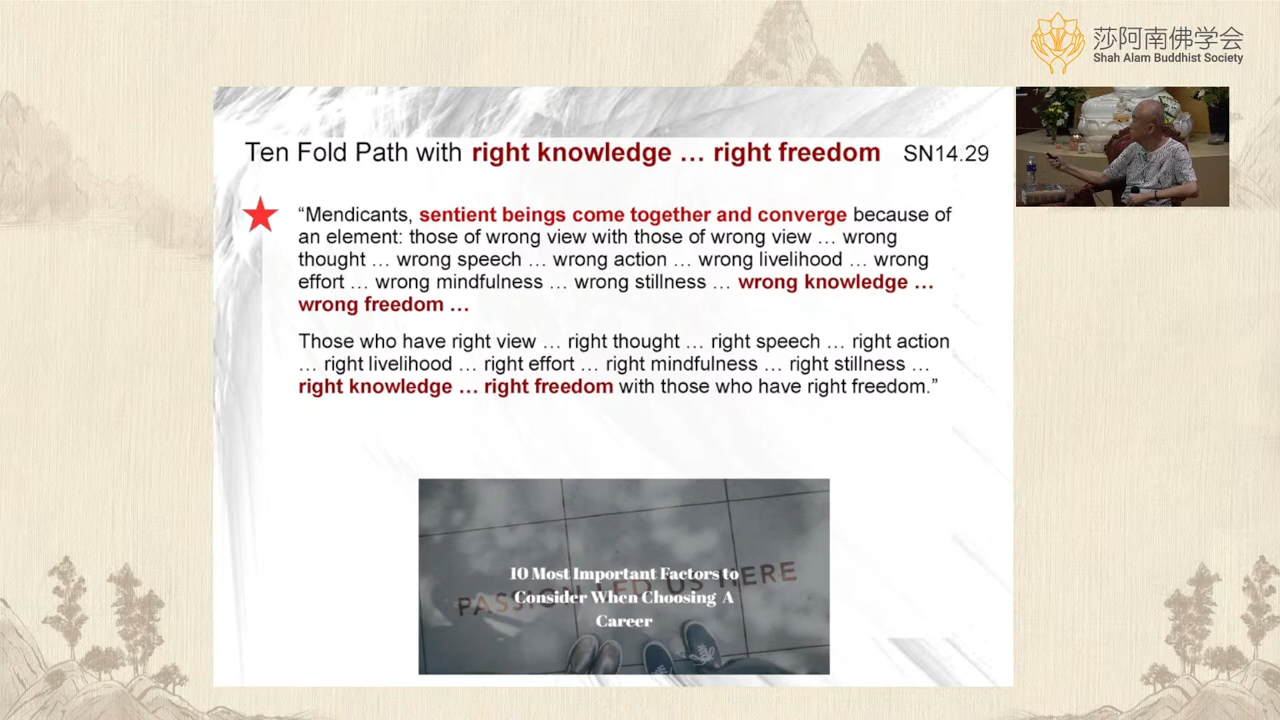 莎阿南佛学会
Shah Alam Buddhist Society
Ten Fold Path with right knowledge … right freedom SN14.29
“Mendicants, sentient beings come together and converge because of
an element: those of wrong view with those of wrong view … wrong
thought … wrong speech … wrong action … wrong livelihood … wrong
effort … wrong mindfulness … wrong stillness … wrong knowledge …
wrong freedom …
Those who have right view … right thought … right speech … right action
… right livelihood … right effort … right mindfulness … right stillness …
right knowledge … right freedom with those who have right freedom.”
10 Most Important Factors to
Consider When Choosing A
Career
PASSION LED US HERE